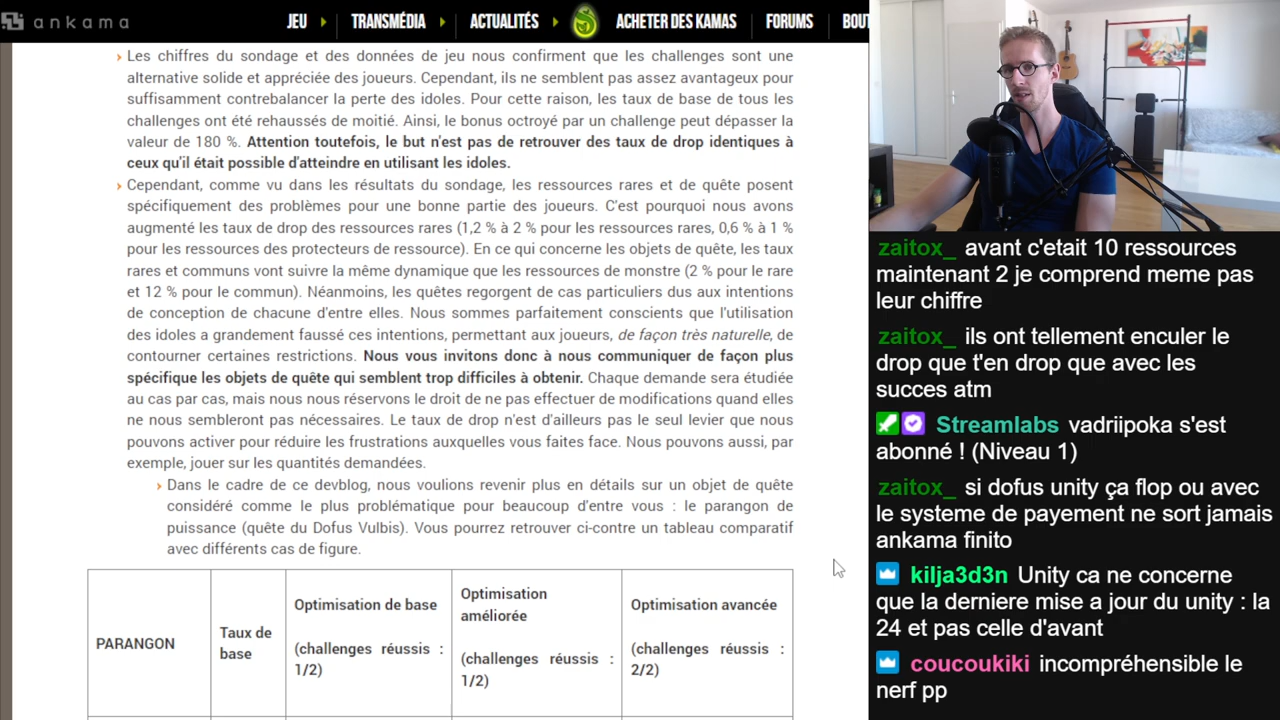 ankama
JEU TRANSMÉDIA ACTUALITÉS ACHETER DES KAMAS FORUMS BOUT
Les chiffres du sondage et des données de jeu nous confirment que les challenges sont une
alternative solide et appréciée des joueurs. Cependant, ils ne semblent pas assez avantageux pour
suffisamment contrebalancer la perte des idoles. Pour cette raison, les taux de base de tous les
challenges ont été rehaussés de moitié. Ainsi, le bonus octroyé par un challenge peut dépasser la
valeur de 180 %. Attention toutefois, le but n'est pas de retrouver des taux de drop identiques à
ceux qu'il était possible d'atteindre en utilisant les idoles.
Cependant, comme vu dans les résultats du sondage, les ressources rares et de quête posent
spécifiquement des problèmes pour une bonne partie des joueurs. C'est pourquoi nous avons
augmenté les taux de drop des ressources rares (1,2 % à 2 % pour les ressources rares, 0,6 % à 1 %
pour les ressources des protecteurs de ressource). En ce qui concerne les objets de quête, les taux
rares et communs vont suivre la même dynamique que les ressources de monstre (2 % pour le rare
et 12 % pour le commun). Néanmoins, les quêtes regorgent de cas particuliers dus aux intentions
de conception de chacune d'entre elles. Nous sommes parfaitement conscients que l'utilisation
des idoles a grandement faussé ces intentions, permettant aux joueurs, de façon très naturelle, de
contourner certaines restrictions. Nous vous invitons donc à nous communiquer de façon plus
spécifique les objets de quête qui semblent trop difficiles à obtenir. Chaque demande sera étudiée
au cas par cas, mais nous nous réservons le droit de ne pas effectuer de modifications quand elles
ne nous sembleront pas nécessaires. Le taux de drop n'est d'ailleurs pas le seul levier que nous
pouvons activer pour réduire les frustrations auxquelles vous faites face. Nous pouvons aussi, par
exemple, jouer sur les quantités demandées.
Dans le cadre de ce devblog, nous voulions revenir plus en détails sur un objet de quête
considéré comme le plus problématique pour beaucoup d'entre vous : le parangon de
puissance (quête du Dofus Vulbis). Vous pourrez retrouver ci-contre un tableau comparatif
avec différents cas de figure.
PARANGON
Taux de
base
Optimisation de base
(challenges réussis :
1/2)
Optimisation
améliorée
(challenges réussis :
1/2)
Optimisation avancée
(challenges réussis :
2/2)
zaitox_ avant c'etait 10 ressources
maintenant 2 je comprend meme pas
leur chiffre
zaitox_ ils ont tellement enculer le
drop que t'en drop que avec les
succes atm
Streamlabs vadriipoka s'est
abonné ! (Niveau 1)
zaitox_ si dofus unity ça flop ou avec
le systeme de payement ne sort jamais
ankama finito
kilja3d3n Unity ca ne concerne
que la derniere mise a jour du unity : la
24 et pas celle d'avant
coucoukiki incompréhensible le
nerf pp